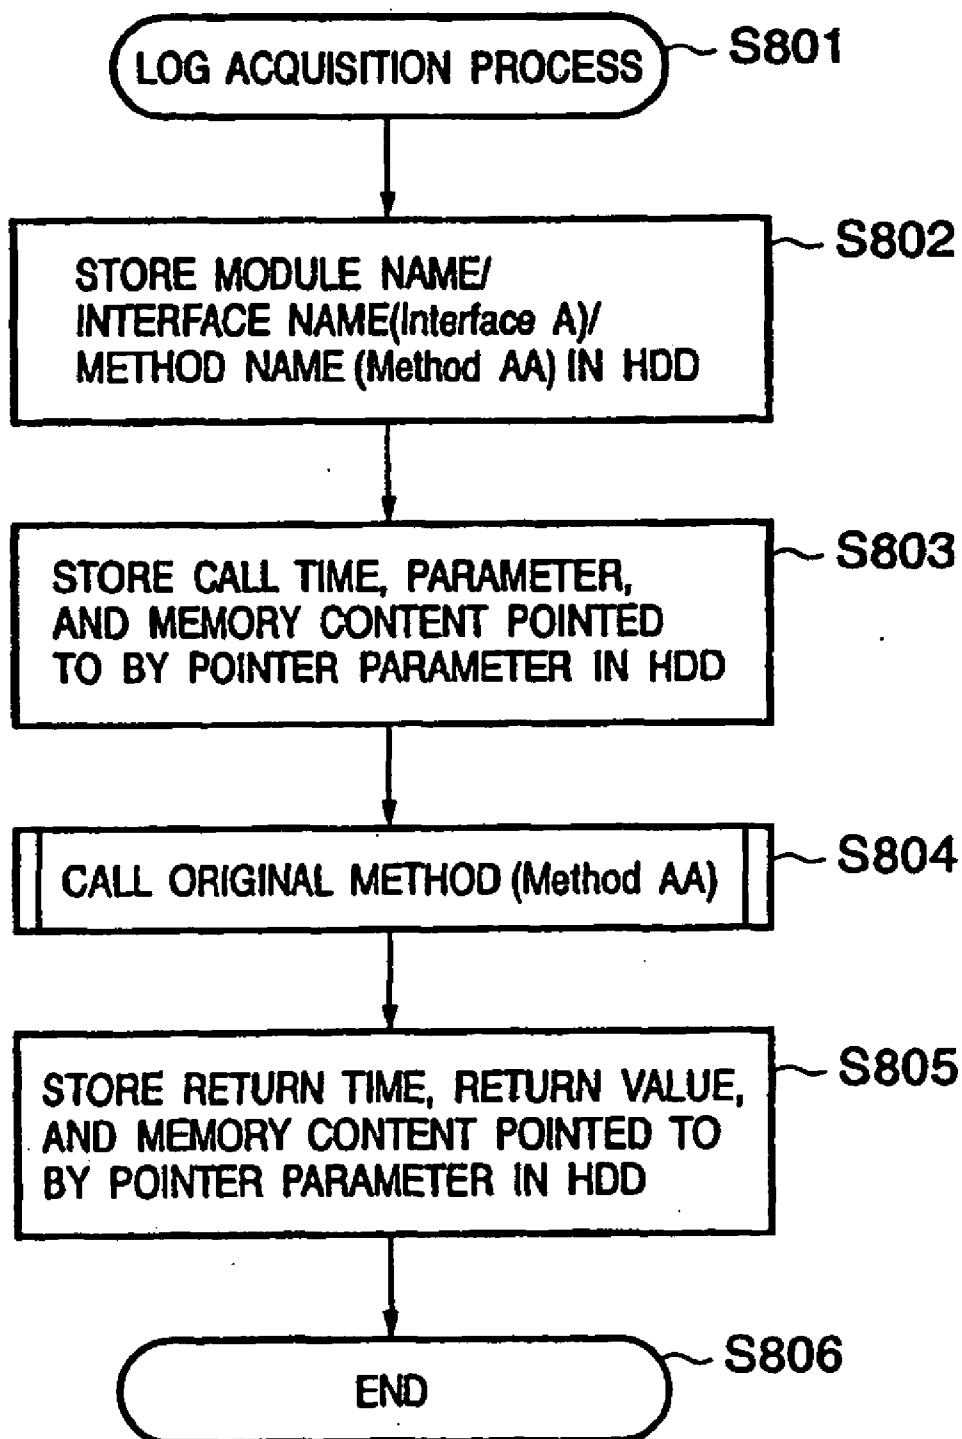 LOG ACQUISITION PROCESS
S801
S802
STORE MODULE NAME/
INTERFACE NAME(Interface A)/
METHOD NAME (Method AA) IN HDD
S803
STORE CALL TIME, PARAMETER,
AND MEMORY CONTENT POINTED
TO BY POINTER PARAMETER IN HDD
S804
CALL ORIGINAL METHOD (Method AA)
S805
STORE RETURN TIME, RETURN VALUE,
AND MEMORY CONTENT POINTED TO
BY POINTER PARAMETER IN HDD
S806
END